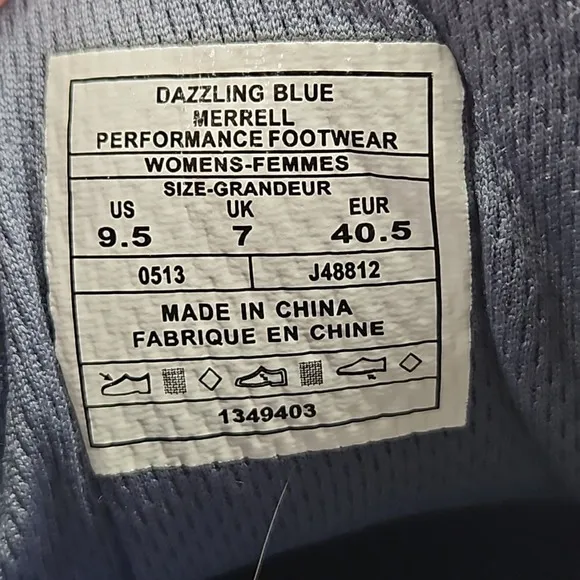 DAZZLING BLUE
MERRELL
PERFORMANCE FOOTWEAR
WOMENS-FEMMES
SIZE-GRANDEUR
US UK EUR
9.5 7 40.5
0513 J48812
MADE IN CHINA
FABRIQUE EN CHINE
1349403